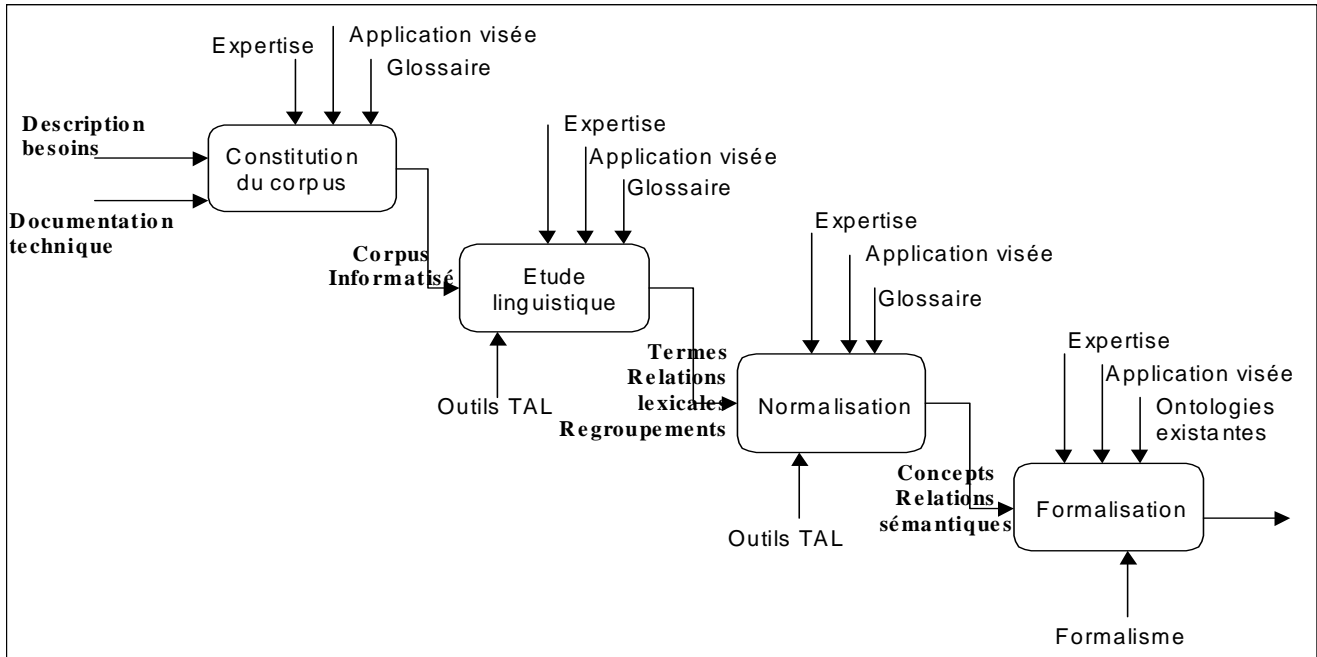 Expertise
Application visée
Glossaire
Description
besoins
Constitution
du corpus
Documentation
technique
Corpus
Informatisé
Expertise
Application visée
Glossaire
Etude
linguistique
Outils TAL
Termes
Relations
lexicales
Regroupements
Expertise
Application visée
Glossaire
Normalisation
Outils TAL
Concepts
Relations
sémantiques
Expertise
Application visée
Ontologies
existantes
Formalisation
Formalisme